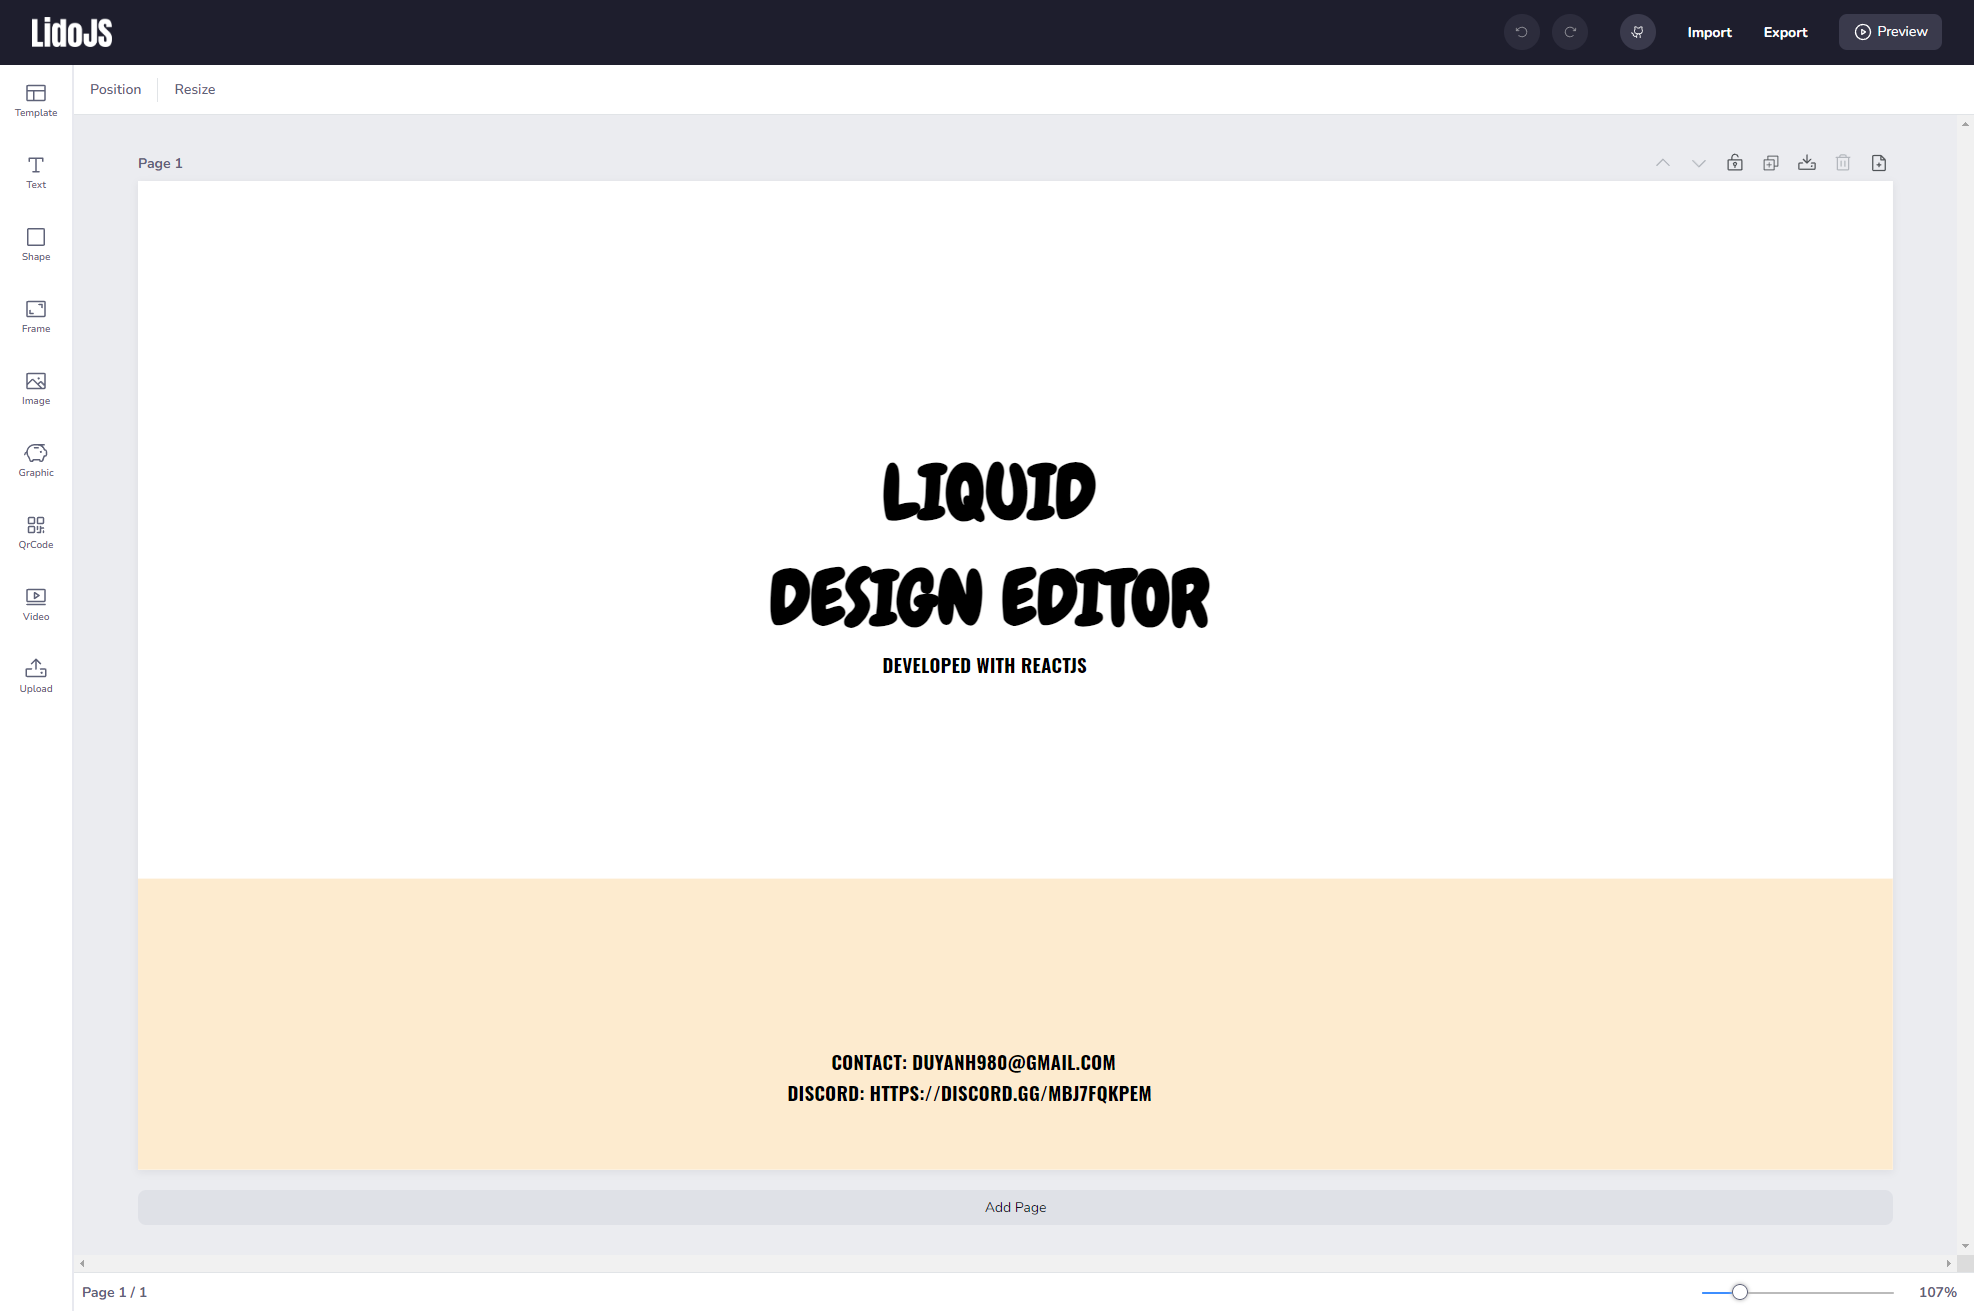 LidoJS
Import
Export
Preview
Position
Resize
Template
Text
Shape
Frame
Image
Graphic
QrCode
Video
Upload
Page 1
LIQUID
DESIGN EDITOR
DEVELOPED WITH REACTJS
CONTACT: DUYANH980@GMAIL.COM
DISCORD: HTTPS://DISCORD.GG/MBJ7FQKPEM
Add Page
Page 1 / 1
107%